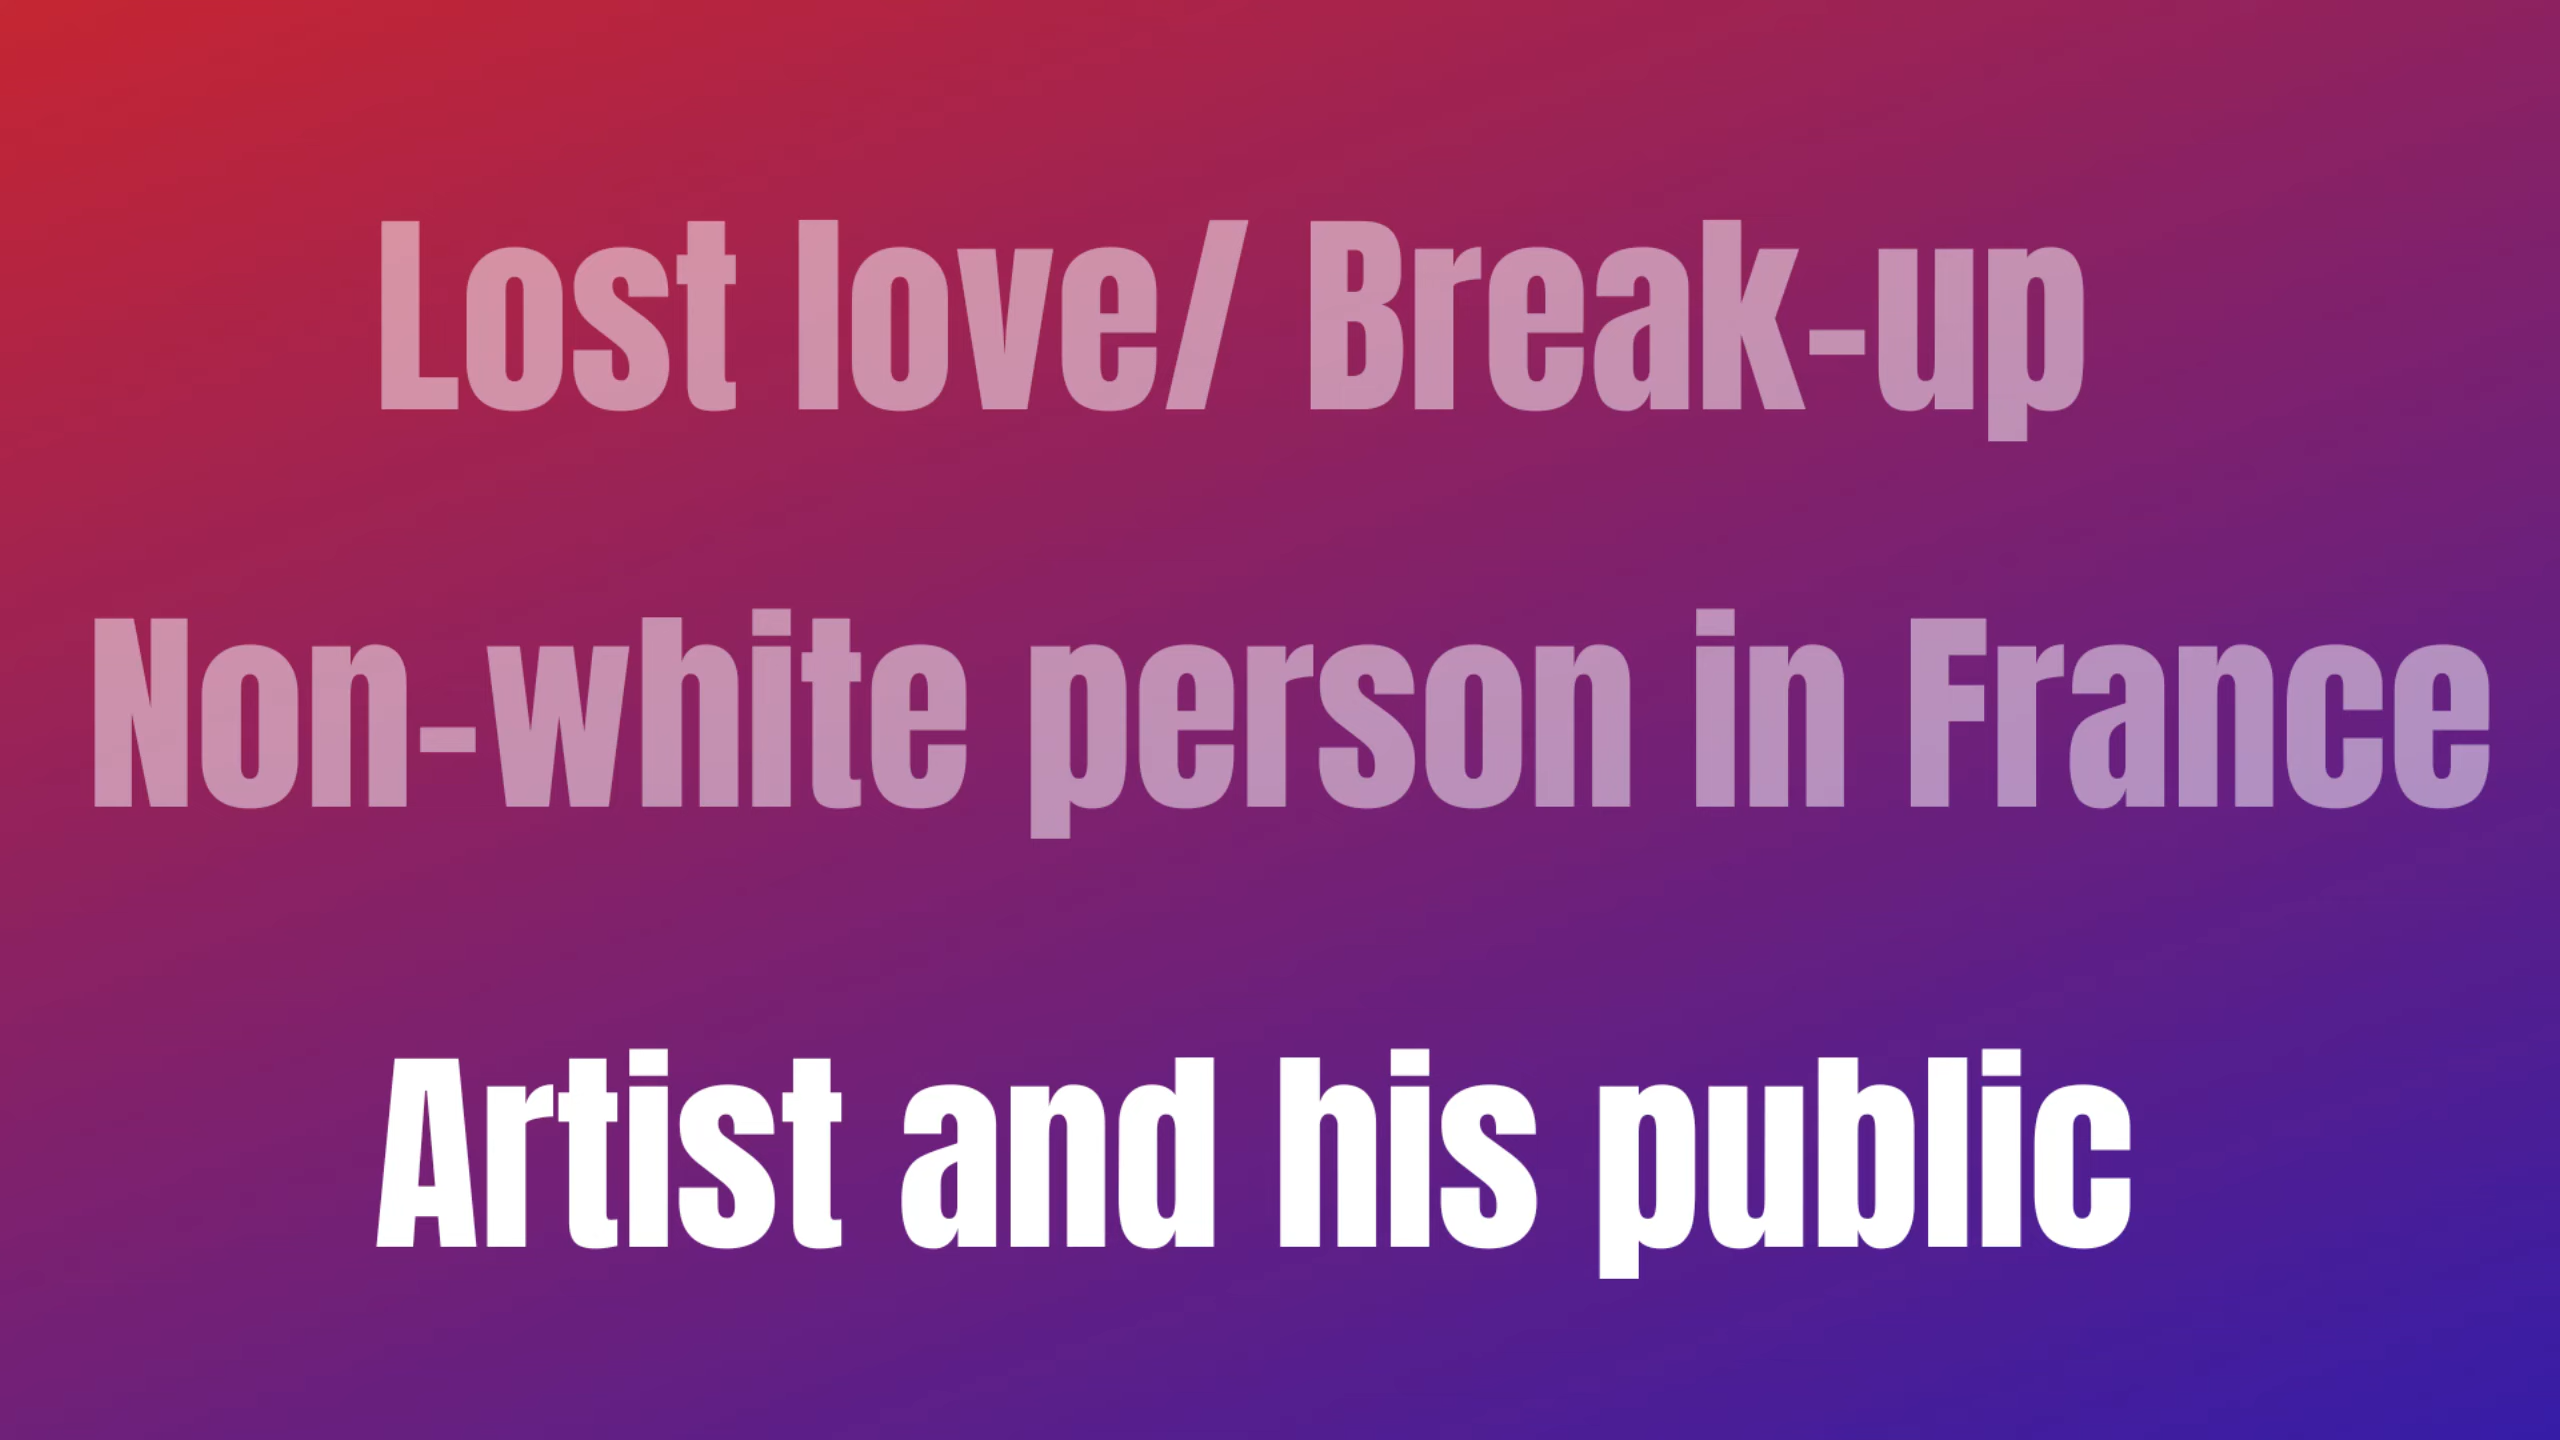 Lost love/ Break-up
Non-white person in France
Artist and his public